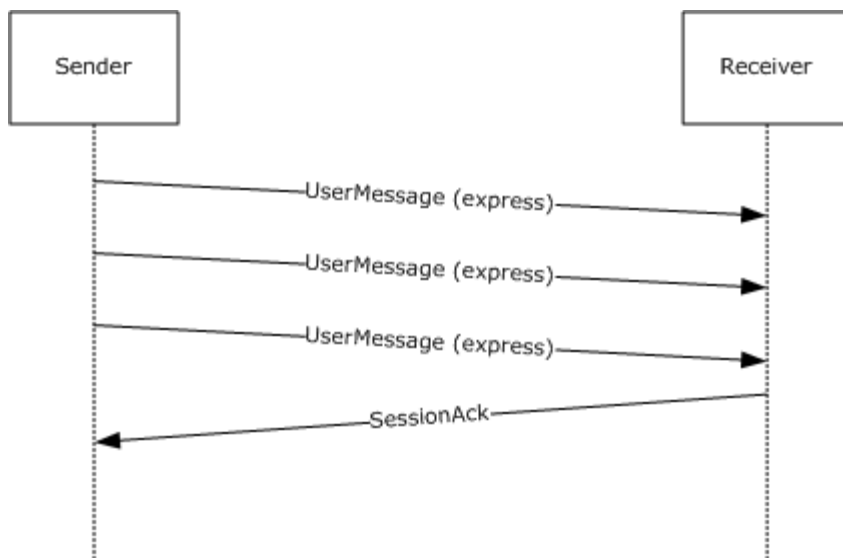 Sender
Receiver
UserMessage (express)
UserMessage (express)
UserMessage (express)
SessionAck